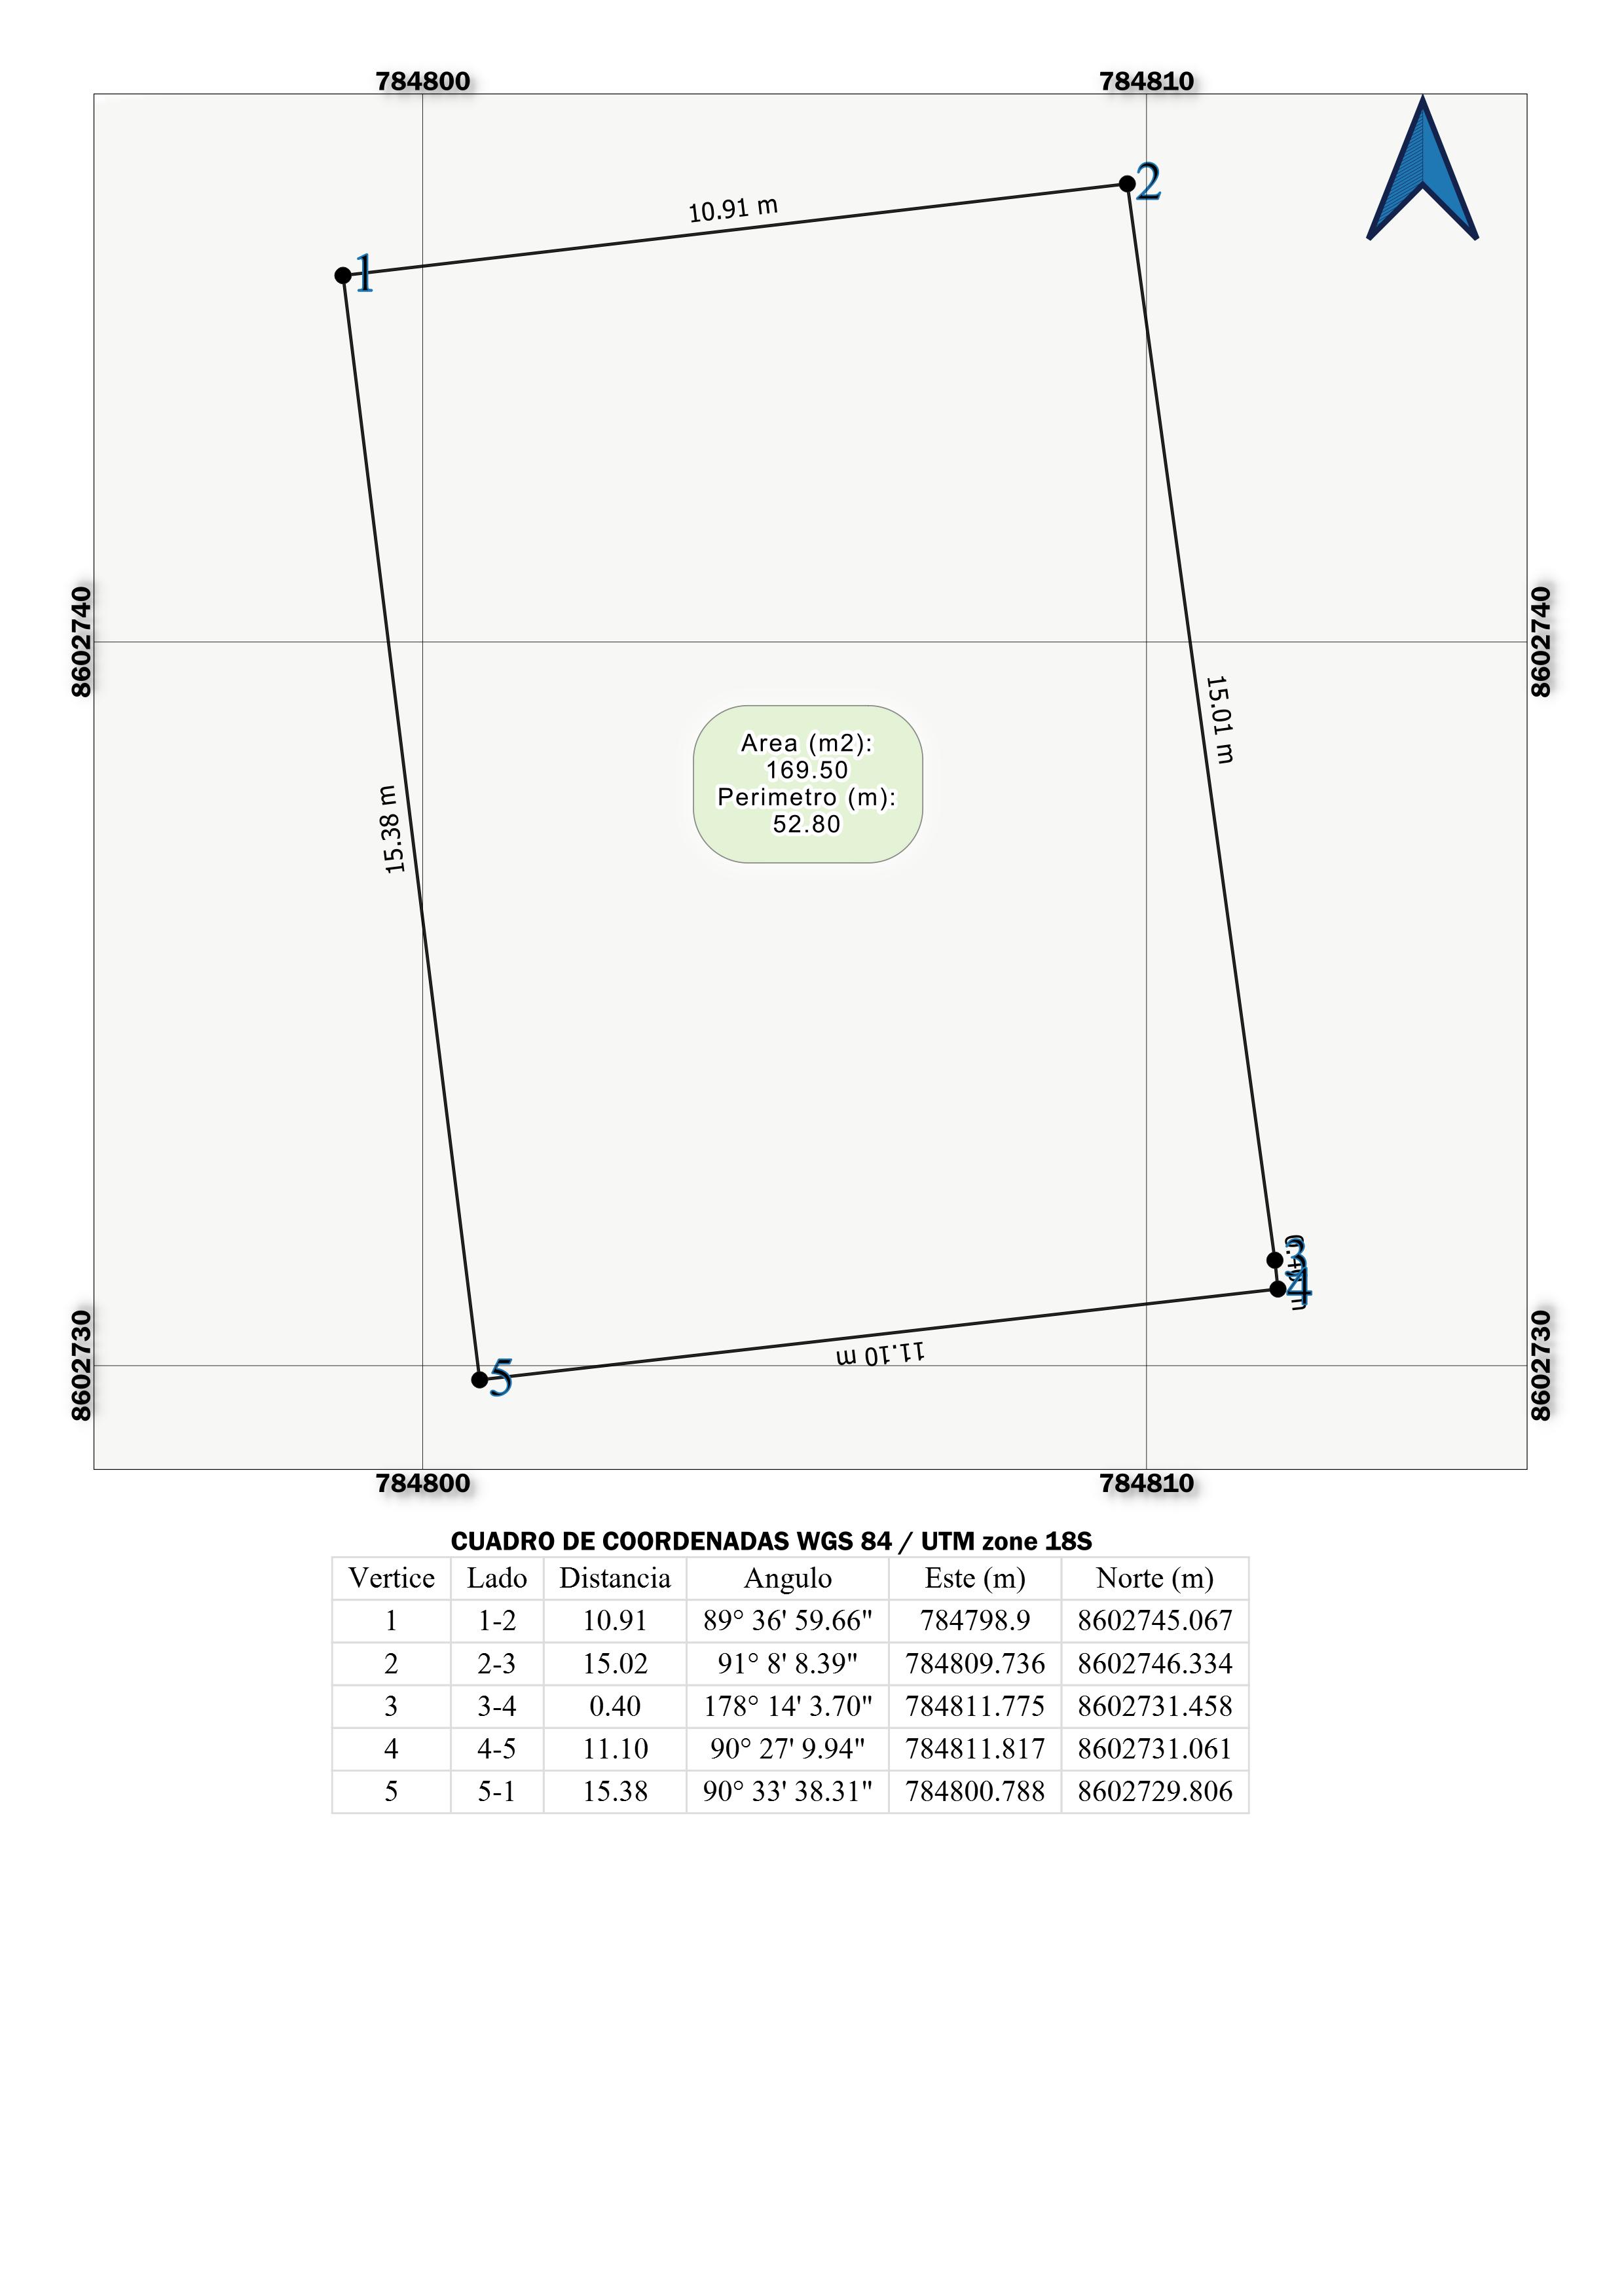 784800
784810
2
10.91 m
1
8602740
8602740
15.01 m
Area (m2):
169.50
Perimetro (m):
52.80
15.38 m
3
4
8602730
8602730
11.10 m
5
784800
784810
CUADRO DE COORDENADAS WGS 84 / UTM zone 18S
Vertice Lado Distancia Angulo Este (m) Norte (m)
1 1-2 10.91 89° 36' 59.66" 784798.9 8602745.067
2 2-3 15.02 91° 8' 8.39" 784809.736 8602746.334
3 3-4 0.40 178° 14' 3.70" 784811.775 8602731.458
4 4-5 11.10 90° 27' 9.94" 784811.817 8602731.061
5 5-1 15.38 90° 33' 38.31" 784800.788 8602729.806